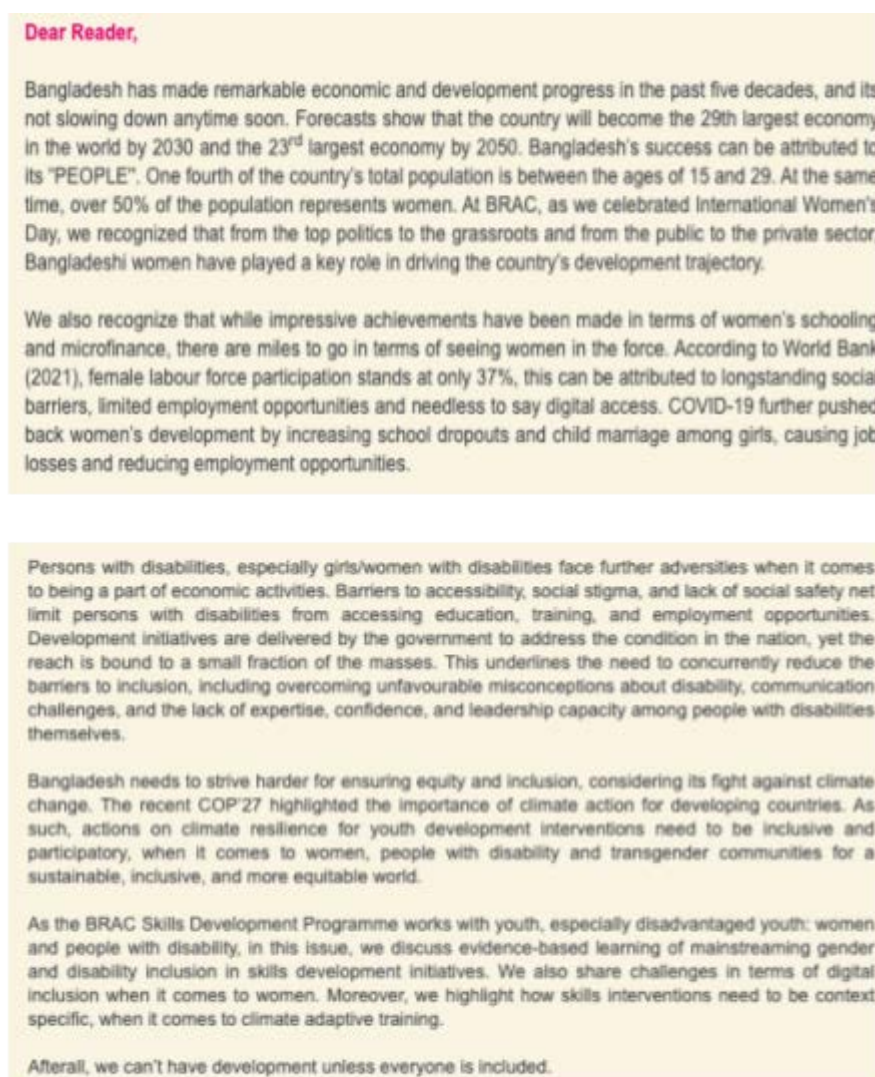 Dear Reader,
Bangladesh has made remarkable economic and development progress in the past five decades, and its
not slowing down anytime soon. Forecasts show that the country will become the 29th largest economy
in the world by 2030 and the 23rd largest economy by 2050. Bangladesh's success can be attributed to
its "PEOPLE". One fourth of the country's total population is between the ages of 15 and 29. At the same
time, over 50% of the population represents women. At BRAC, as we celebrated International Women's
Day, we recognized that from the top politics to the grassroots and from the public to the private sector
Bangladeshi women have played a key role in driving the country's development trajectory.
We also recognize that while impressive achievements have been made in terms of women's schooling
and microfinance, there are miles to go in terms of seeing women in the force. According to World Bank
(2021), female labour force participation stands at only 37%, this can be attributed to longstanding social
barriers, limited employment opportunities and needless to say digital access. COVID-19 further pushed
back women's development by increasing school dropouts and child marriage among girls, causing job
losses and reducing employment opportunities.
Persons with disabilities, especially girls/women with disabilities face further adversities when it comes
to being a part of economic activities. Barriers to accessibility, social stigma, and lack of social safety net
limit persons with disabilities from accessing education, training, and employment opportunities.
Development initiatives are delivered by the government to address the condition in the nation, yet the
reach is bound to a small fraction of the masses. This underlines the need to concurrently reduce the
barriers to inclusion, including overcoming unfavourable misconceptions about disability, communication
challenges, and the lack of expertise, confidence, and leadership capacity among people with disabilities
themselves.
Bangladesh needs to strive harder for ensuring equity and inclusion, considering its fight against climate
change. The recent COP'27 highlighted the importance of climate action for developing countries. As
such, actions on climate resilience for youth development interventions need to be inclusive and
participatory, when it comes to women, people with disability and transgender communities for a
sustainable, inclusive, and more equitable world.
As the BRAC Skills Development Programme works with youth, especially disadvantaged youth: women
and people with disability, in this issue, we discuss evidence-based learning of mainstreaming gender
and disability inclusion in skills development initiatives. We also share challenges in terms of digital
inclusion when it comes to women. Moreover, we highlight how skills interventions need to be context
specific, when it comes to climate adaptive training.
Afterall, we can't have development unless everyone is included.